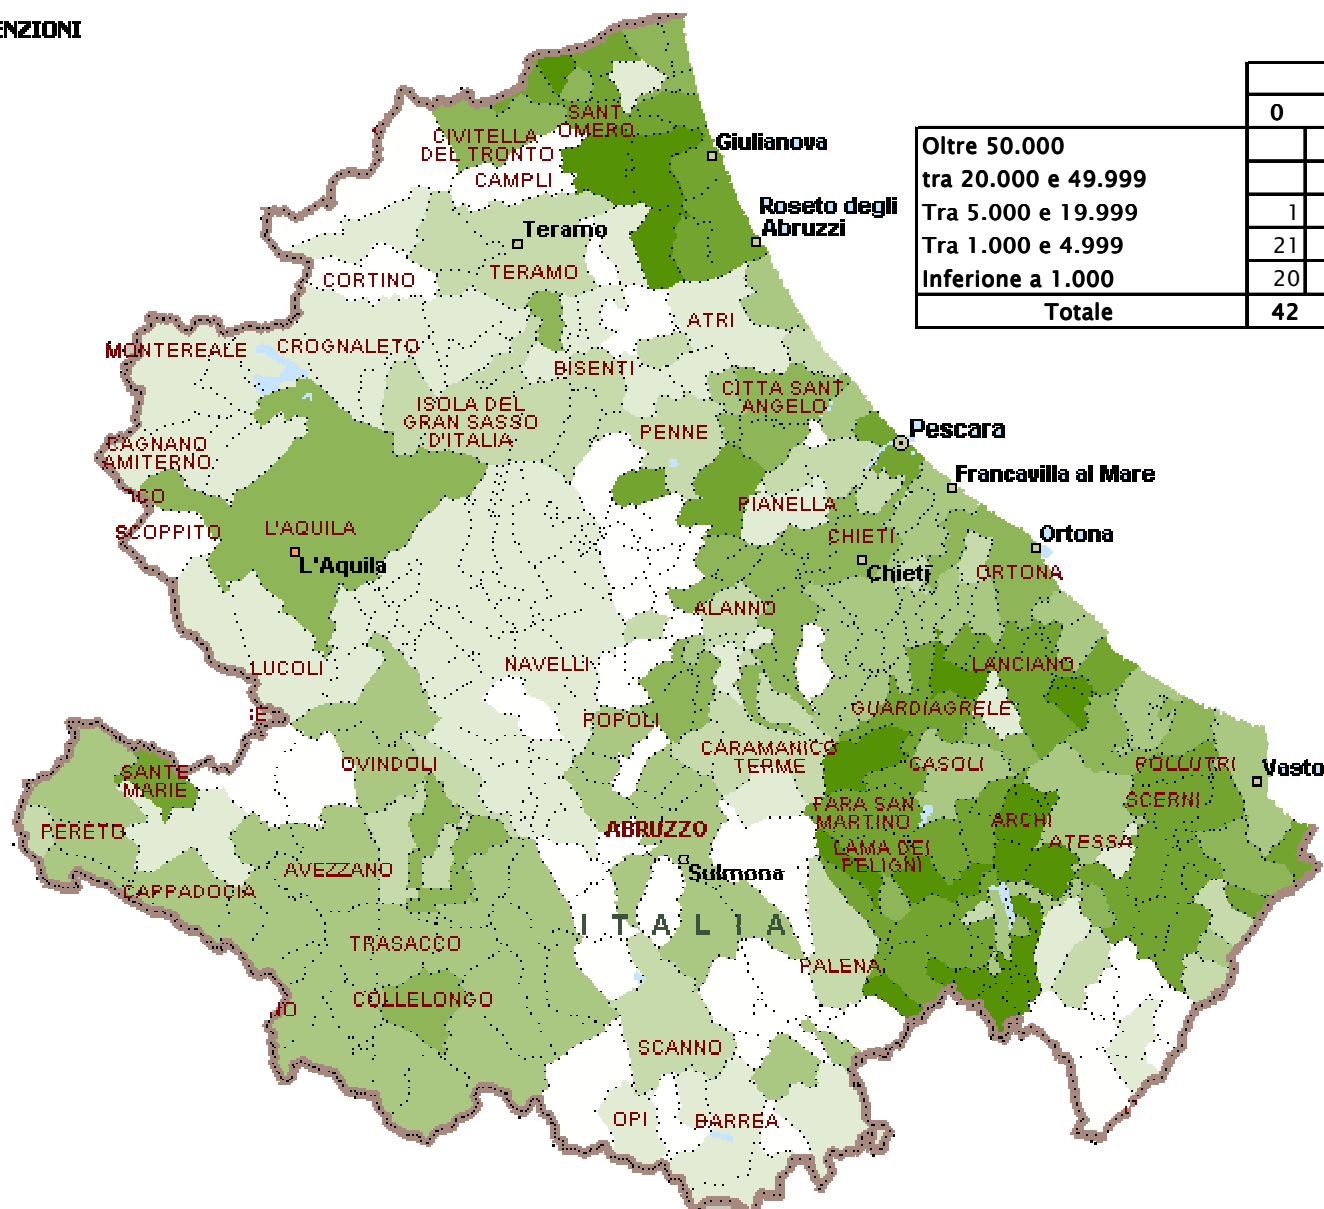 ENZIONI
0
Oltre 50.000
tra 20.000 e 49.999
Tra 5.000 e 19.999 1
Tra 1.000 e 4.999 21
Inferione a 1.000 20
Totale 42
SANT
OMERO
CIVITELLA
DEL TRONTO
CAMPLI
Giulianova
Roseto degli
Abruzzi
Teramo
TERAMO
CORTINO
ATRI
MONTEREALE
CROGNALETO
BISENTI
CITTA SANT
ANGELO
ISOLA DEL
GRAN SASSO
D'ITALIA
PENNE
Pescara
CAGNANO
AMITERNO
Francavilla al Mare
ICO
PIANELLA
SCOPPITO
L'AQUILA
CHIETI
Ortona
L'Aquila
Chieti
ORTONA
ALANNO
LUCOLI
NAVELLI
LANCIANO
GUARDIAGRELE
POPOLI
CARAMANICO
TERME
OVINDOLI
CASOLI
POLLUTRI
Vasto
SANTE
MARIE
SCERNI
FARA SAN
MARTINO
ARCHI
PERETO
ABRUZZO
ATESSA
LAMA DEI
PELIGNI
AVEZZANO
Sulmona
CAPPADOCIA
ITALIA
TRASACCO
PALENA
COLLELONGO
NO
SCANNO
OPI
BARREA